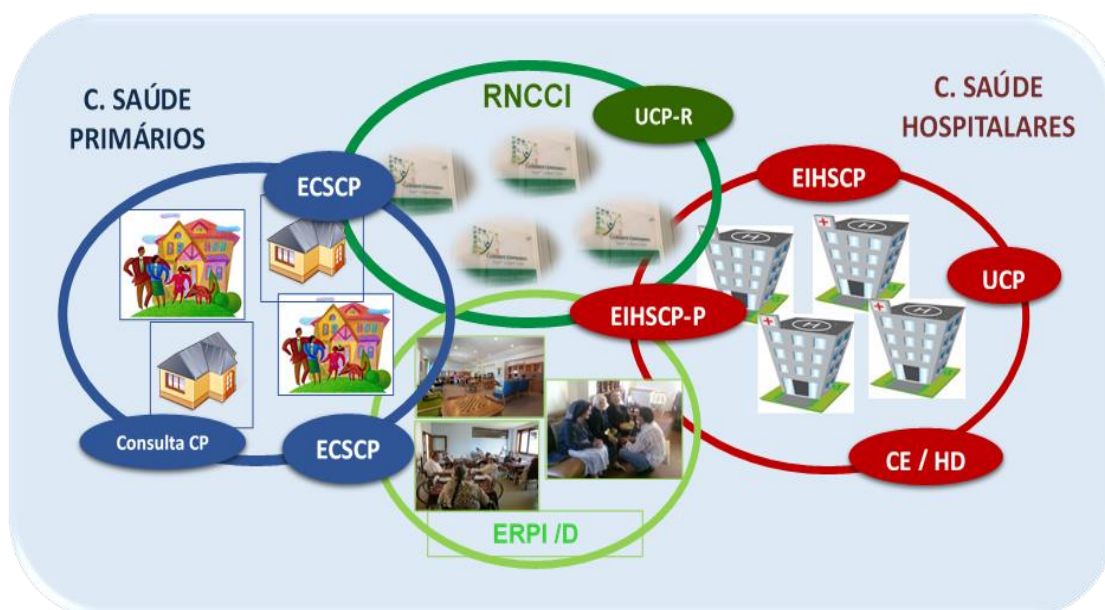 C. SAÚDE
PRIMÁRIOS
RNCCI
UCP-R
C. SAÚDE
HOSPITALARES
ECSCP
EIHSCP
UCP
EIHSCP-P
Consulta CP
ECSCP
CE / HD
ERPI /D